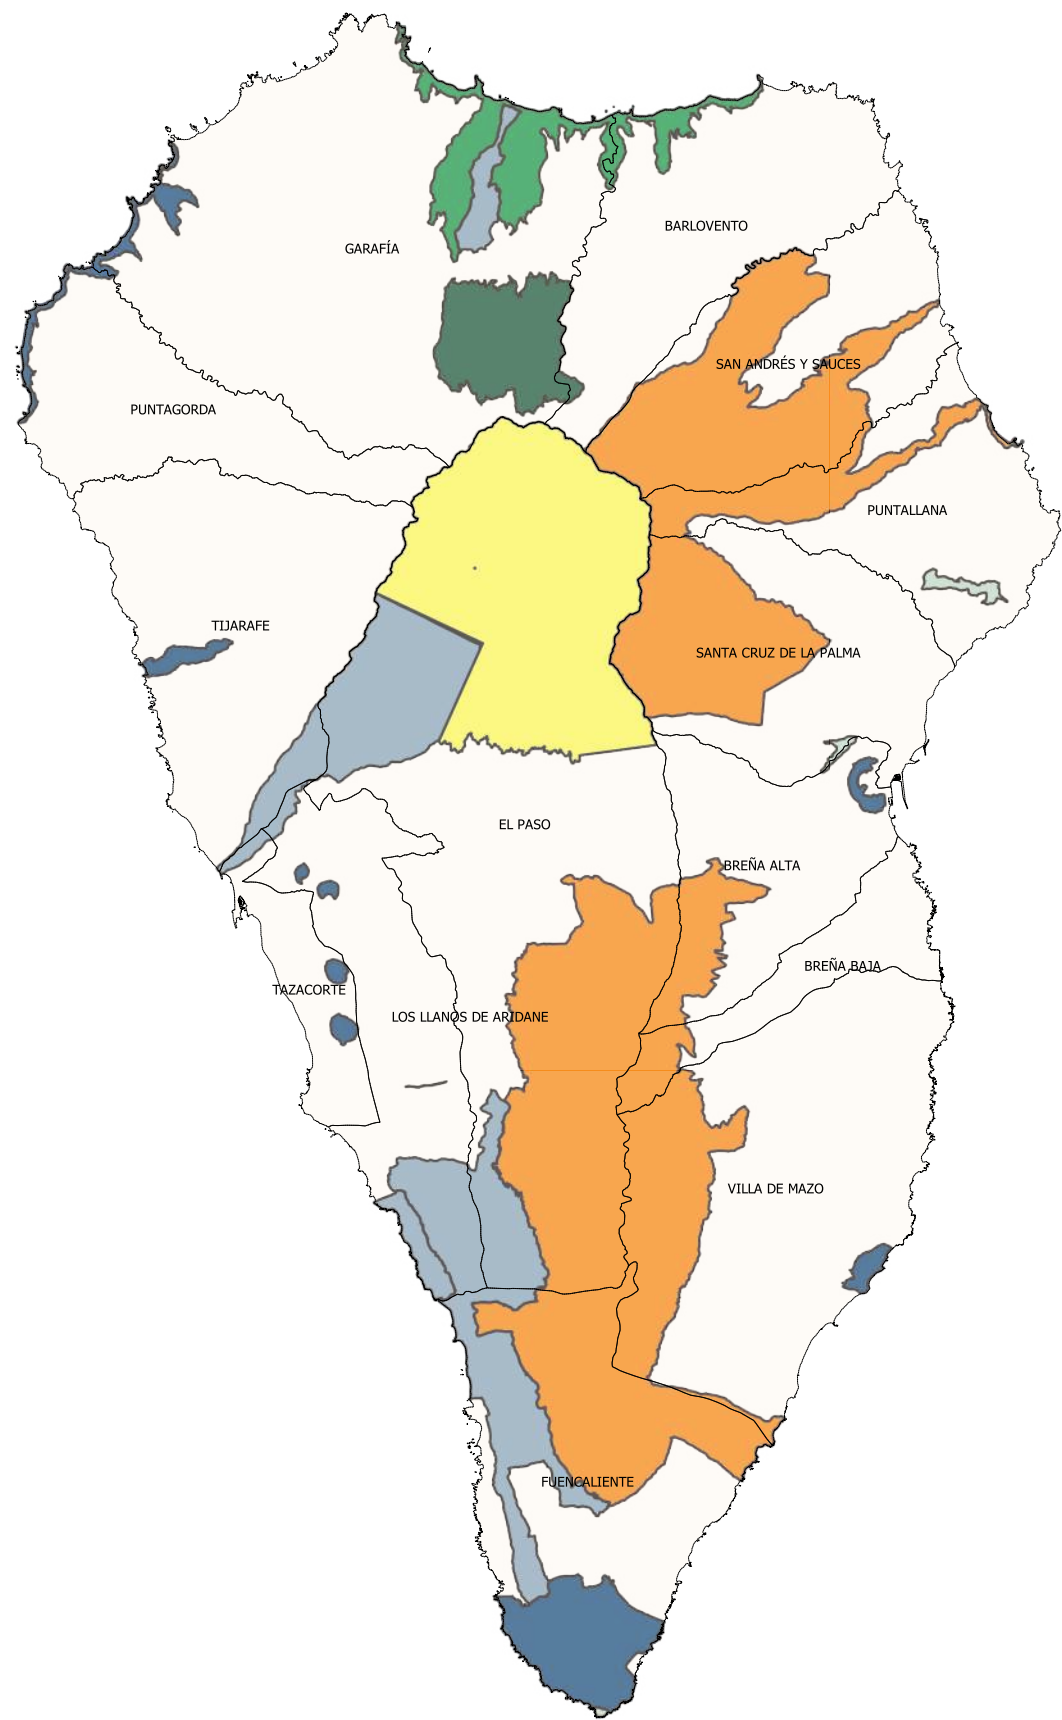 BARLOVENTO
GARAFÍA
SAN ANDRÉS Y SAUCES
PUNTAGORDA
PUNTALLANA
TIJARAFE
SANTA CRUZ DE LA PALMA
EL PASO
BREÑA ALTA
BREÑA BAJA
TAZACORTE
LOS LLANOS DE ARIDANE
VILLA DE MAZO
FUENCALIENTE